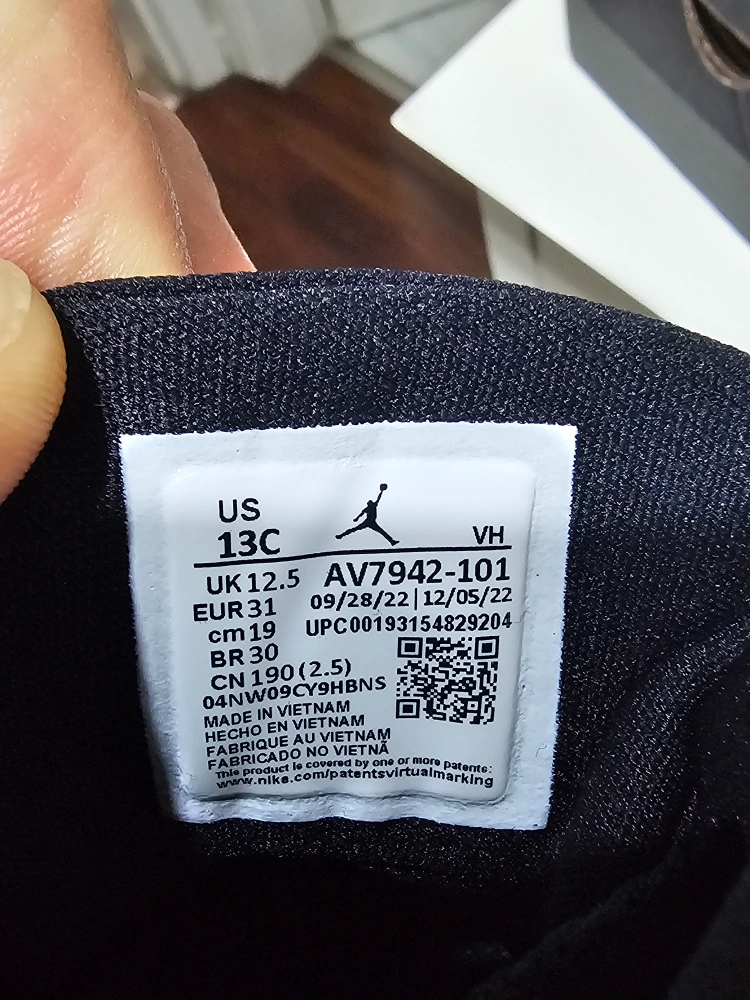 US
13C
VH
UK 12.5 AV7942-101
EUR 31 09/28/22|12/05/22
cm 19 UPC00193154829204
BR 30
CN 190 (2.5)
04NW09CY9HBNS
MADE IN VIETNAM
HECHO EN VIETNAM
FABRIQUE AU VIETNAM
FABRICADO NO VIETNÃ
This product is covered by one or more patents:
www.nike.com/patentsvirtualmarking